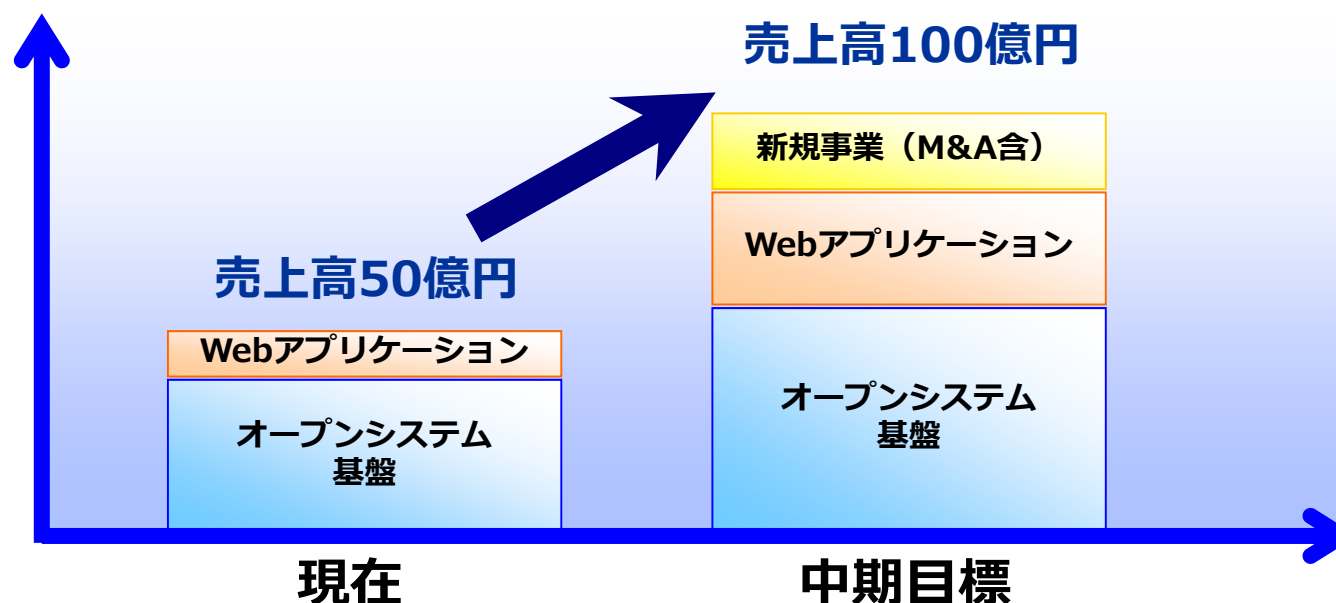 売上高100億円
新規事業（M&A含）
Webアプリケーション
オープンシステム
基盤
売上高50億円
Webアプリケーション
オープンシステム
基盤
現在
中期目標